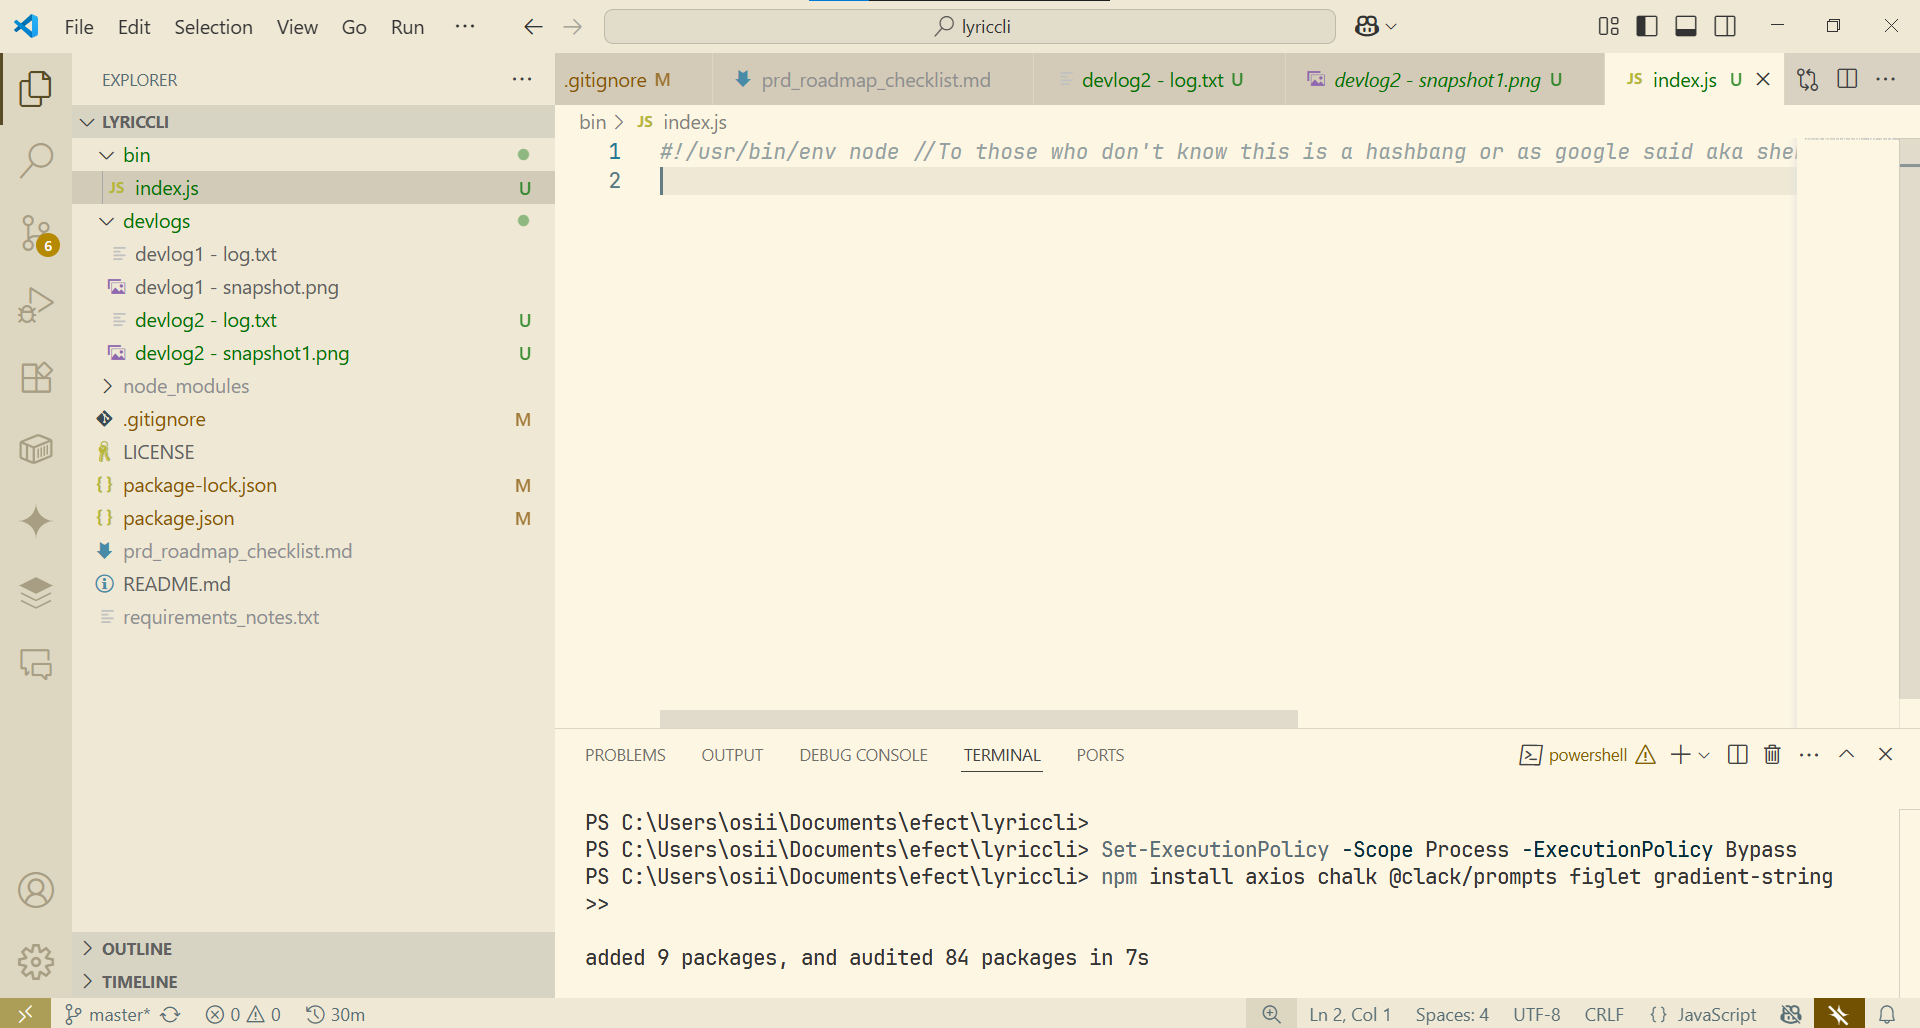 File Edit Selection View Go Run ··· lyriccli
EXPLORER ···
LYRICCLI
bin
JS index.js U
devlogs
devlog1 - log.txt
devlog1 - snapshot.png
devlog2 - log.txt U
devlog2 - snapshot1.png U
node_modules
.gitignore M
LICENSE
{} package-lock.json M
{} package.json M
prd_roadmap_checklist.md
README.md
requirements_notes.txt
OUTLINE
TIMELINE
6
.gitignore M prd_roadmap_checklist.md devlog2 - log.txt U devlog2 - snapshot1.png U JS index.js U
bin > JS index.js
1 #!/usr/bin/env node //To those who don't know this is a hashbang or as google said aka she
2
PROBLEMS OUTPUT DEBUG CONSOLE TERMINAL PORTS powershell
PS C:\Users\osii\Documents\efect\lyriccli>
PS C:\Users\osii\Documents\efect\lyriccli> Set-ExecutionPolicy -Scope Process -ExecutionPolicy Bypass
PS C:\Users\osii\Documents\efect\lyriccli> npm install axios chalk @clack/prompts figlet gradient-string
>>
added 9 packages, and audited 84 packages in 7s
master* 0 0 30m Ln 2, Col 1 Spaces: 4 UTF-8 CRLF {} JavaScript